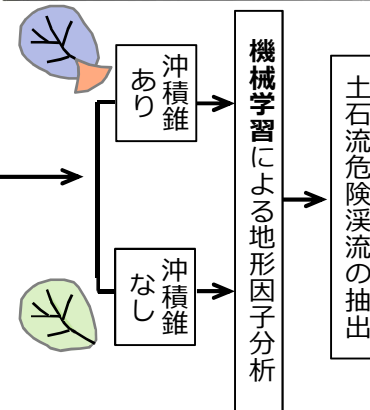 沖積錐
あり
沖積錐
なし
機械学習による地形因子分析
土石流危険渓流の抽出